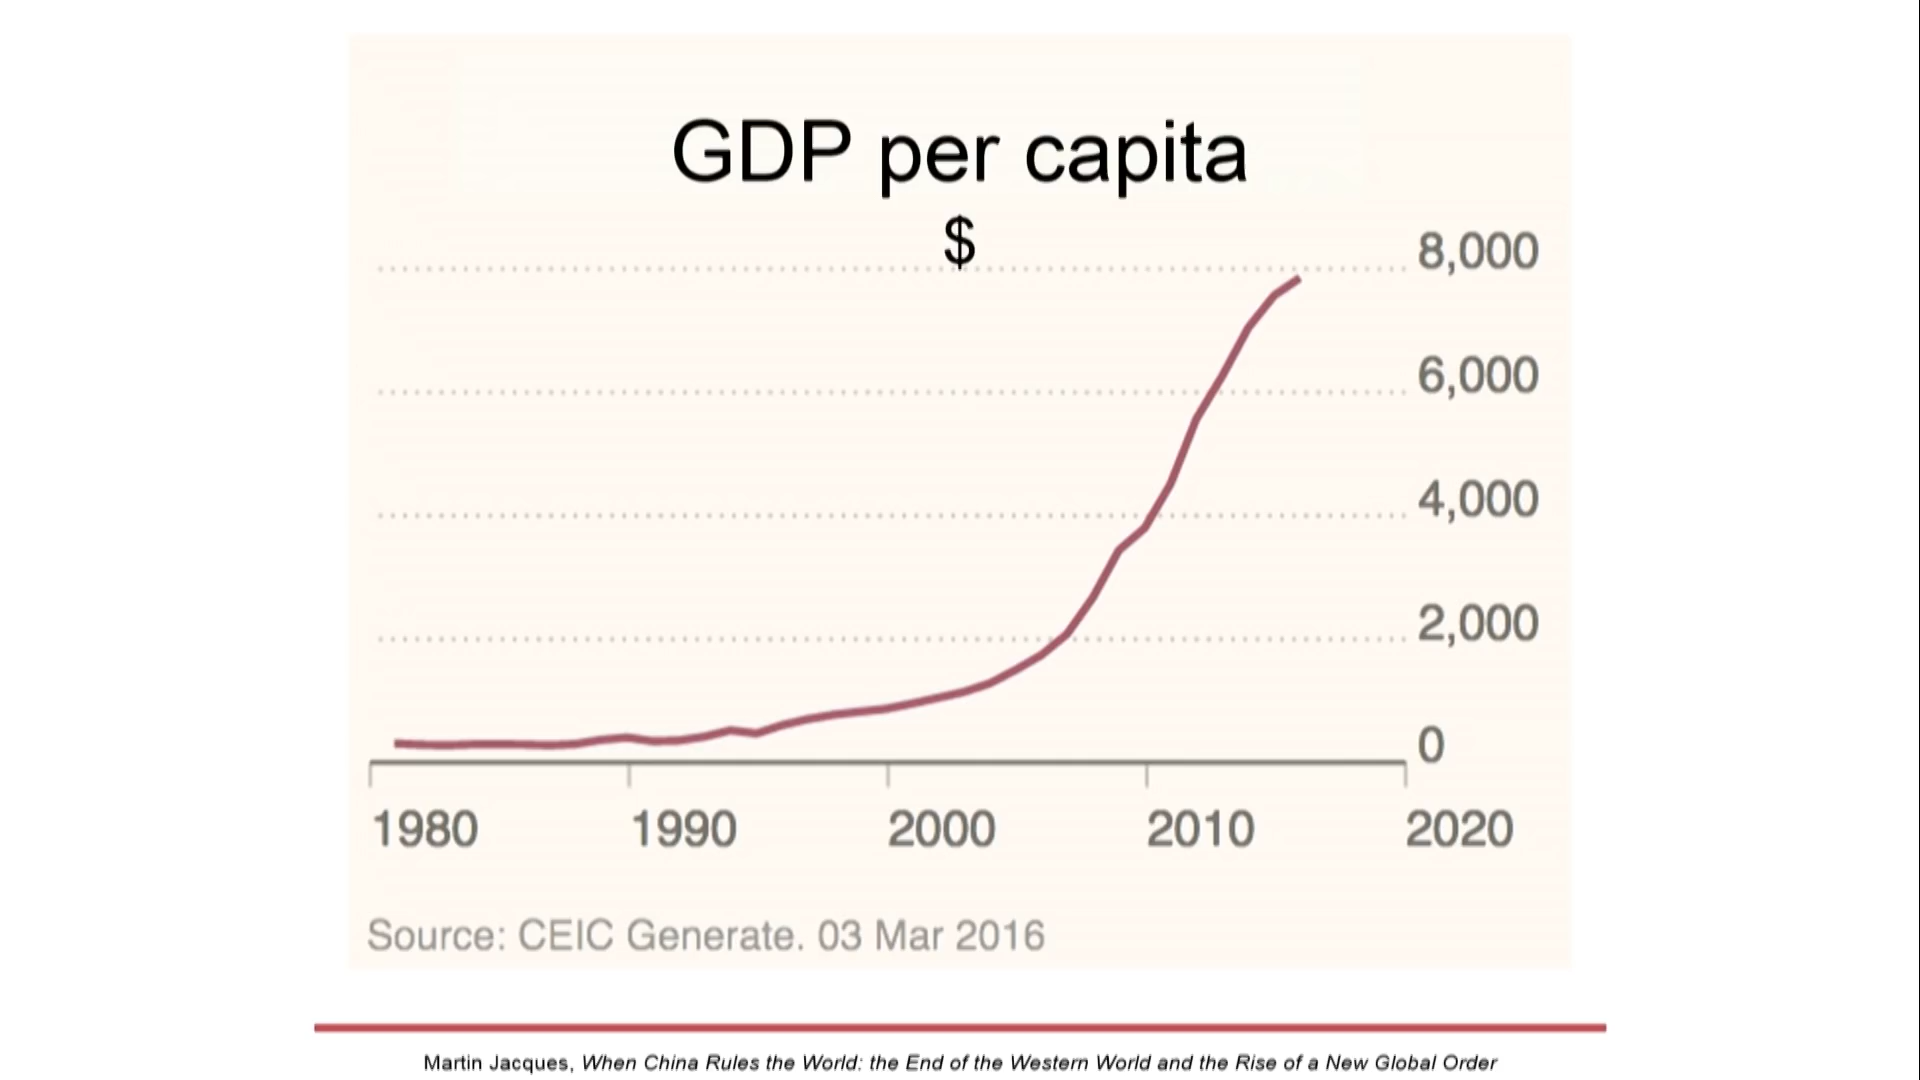 GDP per capita
$
8,000
6,000
4,000
2,000
0
1980 1990 2000 2010 2020
Source: CEIC Generate. 03 Mar 2016
Martin Jacques, When China Rules the World: the End of the Western World and the Rise of a New Global Order